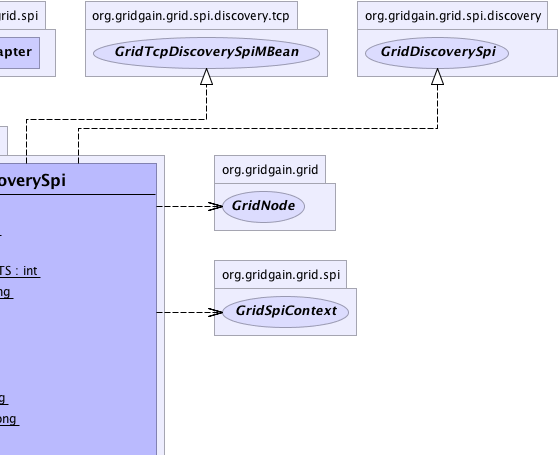 grid.spi
apter
org.gridgain.grid.spi.discovery.tcp
GridTcpDiscoverySpiMBean
org.gridgain.grid.spi.discovery
GridDiscoverySpi
overySpi
TS : int
ng
g
ong
org.gridgain.grid
GridNode
org.gridgain.grid.spi
GridSpiContext